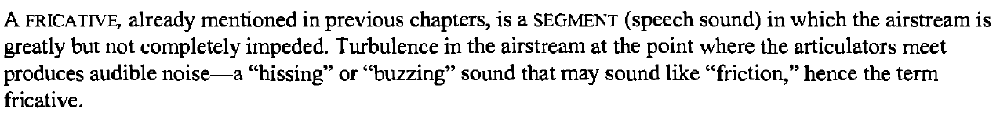 A FRICATIVE, already mentioned in previous chapters, is a SEGMENT (speech sound) in which the airstream is
greatly but not completely impeded. Turbulence in the airstream at the point where the articulators meet
produces audible noise—a “hissing” or “buzzing” sound that may sound like “friction,” hence the term
fricative.